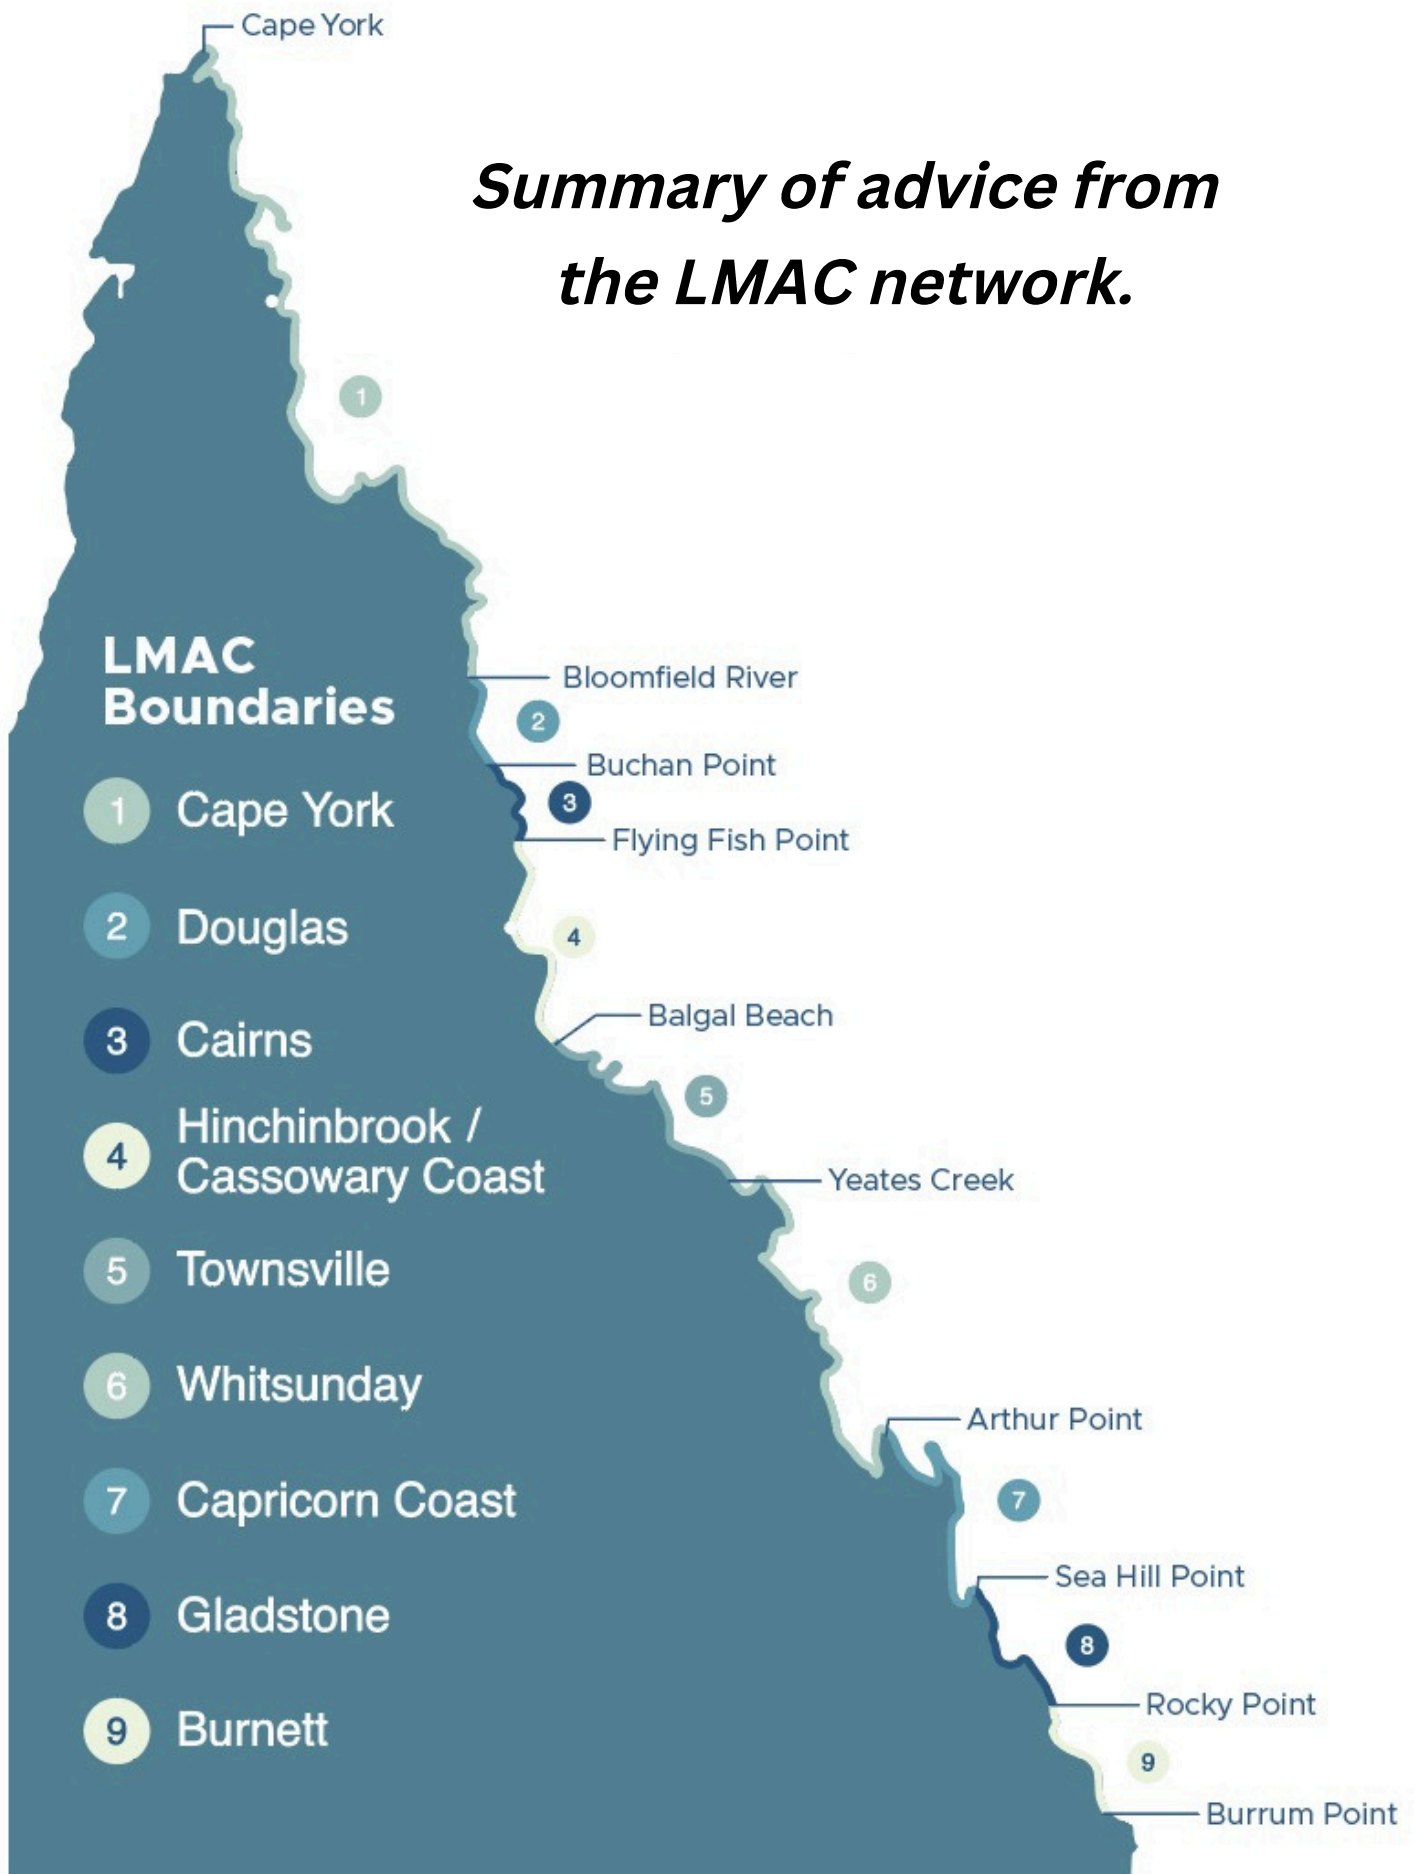 Cape York
Summary of advice from
the LMAC network.
1
LMAC
Boundaries
Bloomfield River
2
Buchan Point
3
Flying Fish Point
4
Balgal Beach
5
Yeates Creek
6
Arthur Point
7
Sea Hill Point
8
Rocky Point
9
Burrum Point
1 Cape York
2 Douglas
3 Cairns
4 Hinchinbrook /
Cassowary Coast
5 Townsville
6 Whitsunday
7 Capricorn Coast
8 Gladstone
9 Burnett